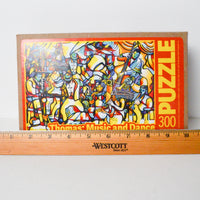 PUZZLE
300
Thomas: Music and Dance
WESTCOTT